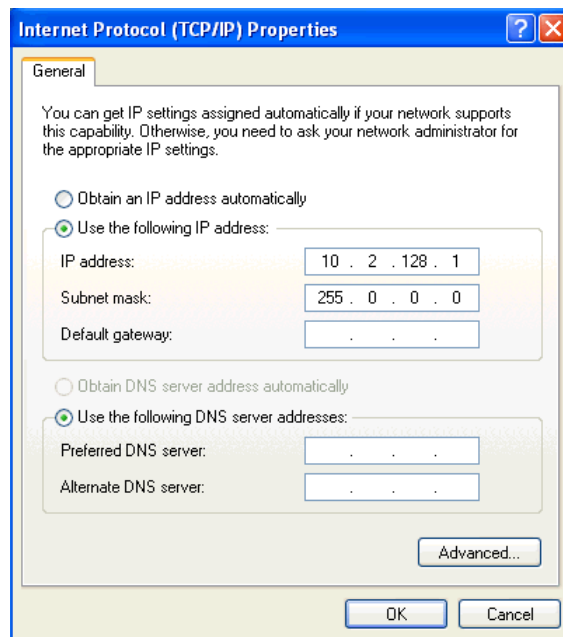 Internet Protocol (TCP/IP) Properties
General
You can get IP settings assigned automatically if your network supports
this capability. Otherwise, you need to ask your network administrator for
the appropriate IP settings.
Obtain an IP address automatically
Use the following IP address:
IP address: 10 . 2 . 128 . 1
Subnet mask: 255 . 0 . 0 . 0
Default gateway: . . .
Obtain DNS server address automatically
Use the following DNS server addresses:
Preferred DNS server: . . .
Alternate DNS server: . . .
Advanced...
OK Cancel